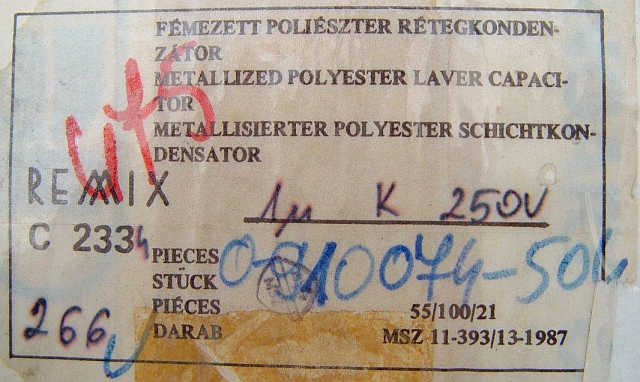 FÉMEZETT POLIÉSZTER RÉTEGKONDEN-
ZÁTOR
METALLIZED POLYESTER LAVER CAPACI-
TOR
METALLISIERTER POLYESTER SCHICHTKON-
DENSATOR
REMIX
1µ K 250V
C 2334
PIECES
STÜCK
PIÉCES
DARAB
266
55/100/21
MSZ 11-393/13-1987